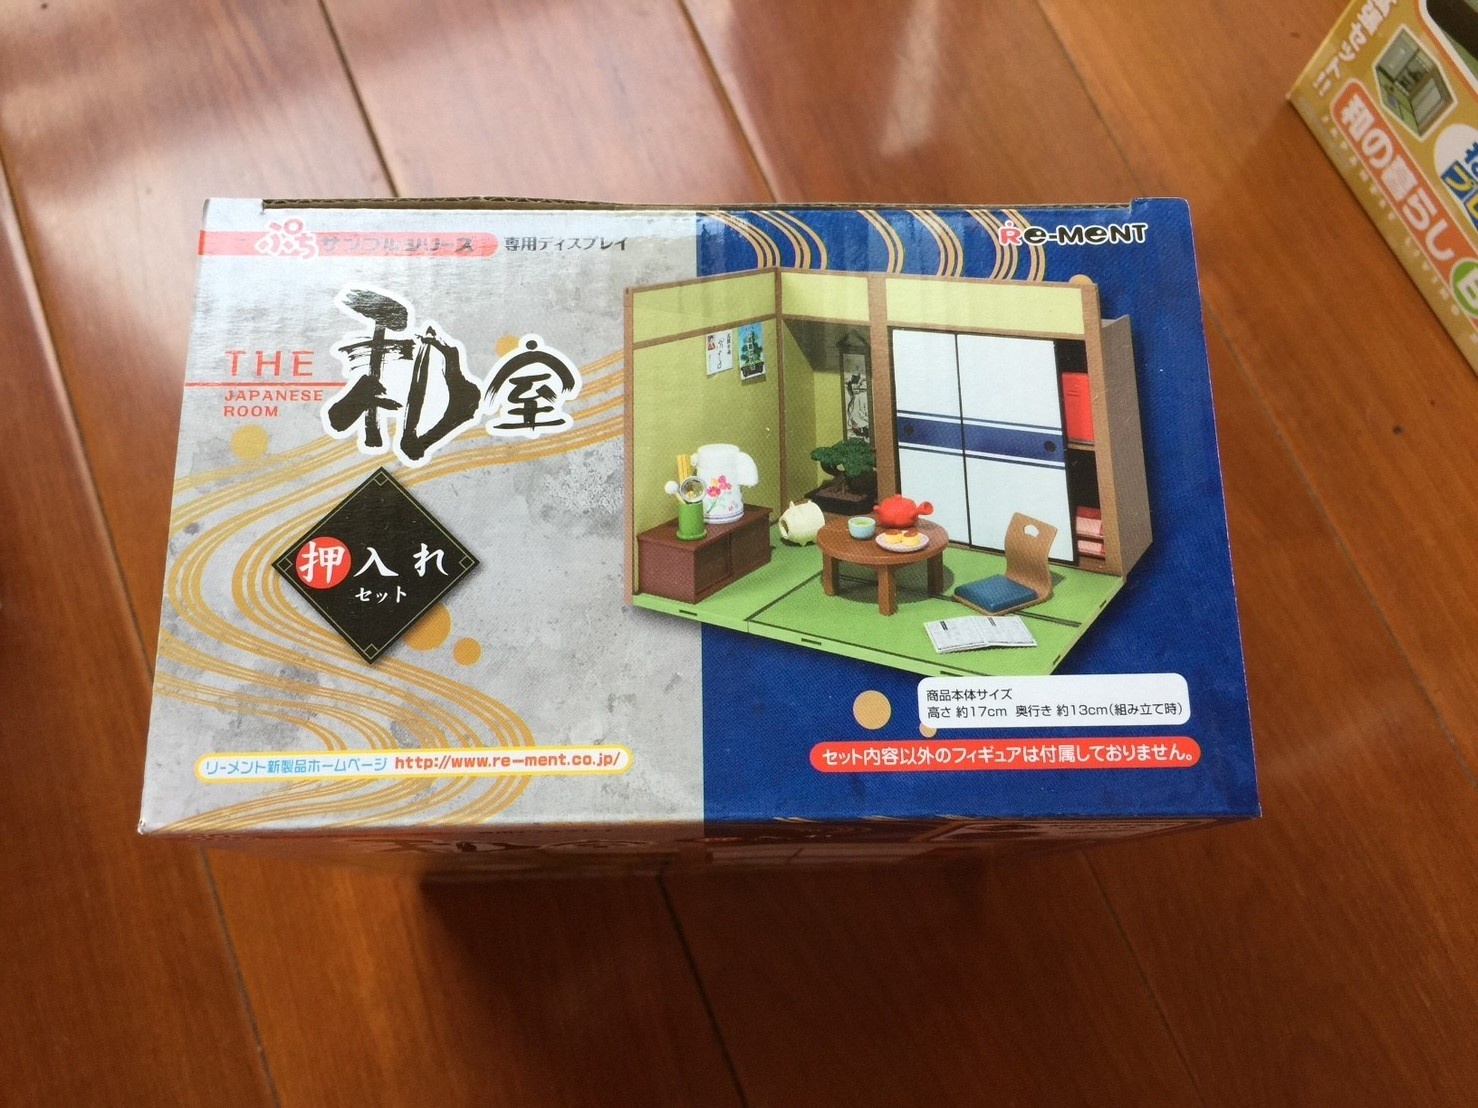 ぷちサンプルシリーズ 専用ディスプレイ
Re-MeNT
THE
JAPANESE
ROOM
和室
押入れ
セット
商品本体サイズ
高さ 約17cm 奥行き 約13cm(組み立て時)
セット内容以外のフィギュアは付属しておりません。
リーメント新製品ホームページ http://www.re-ment.co.jp/
和の暮らし